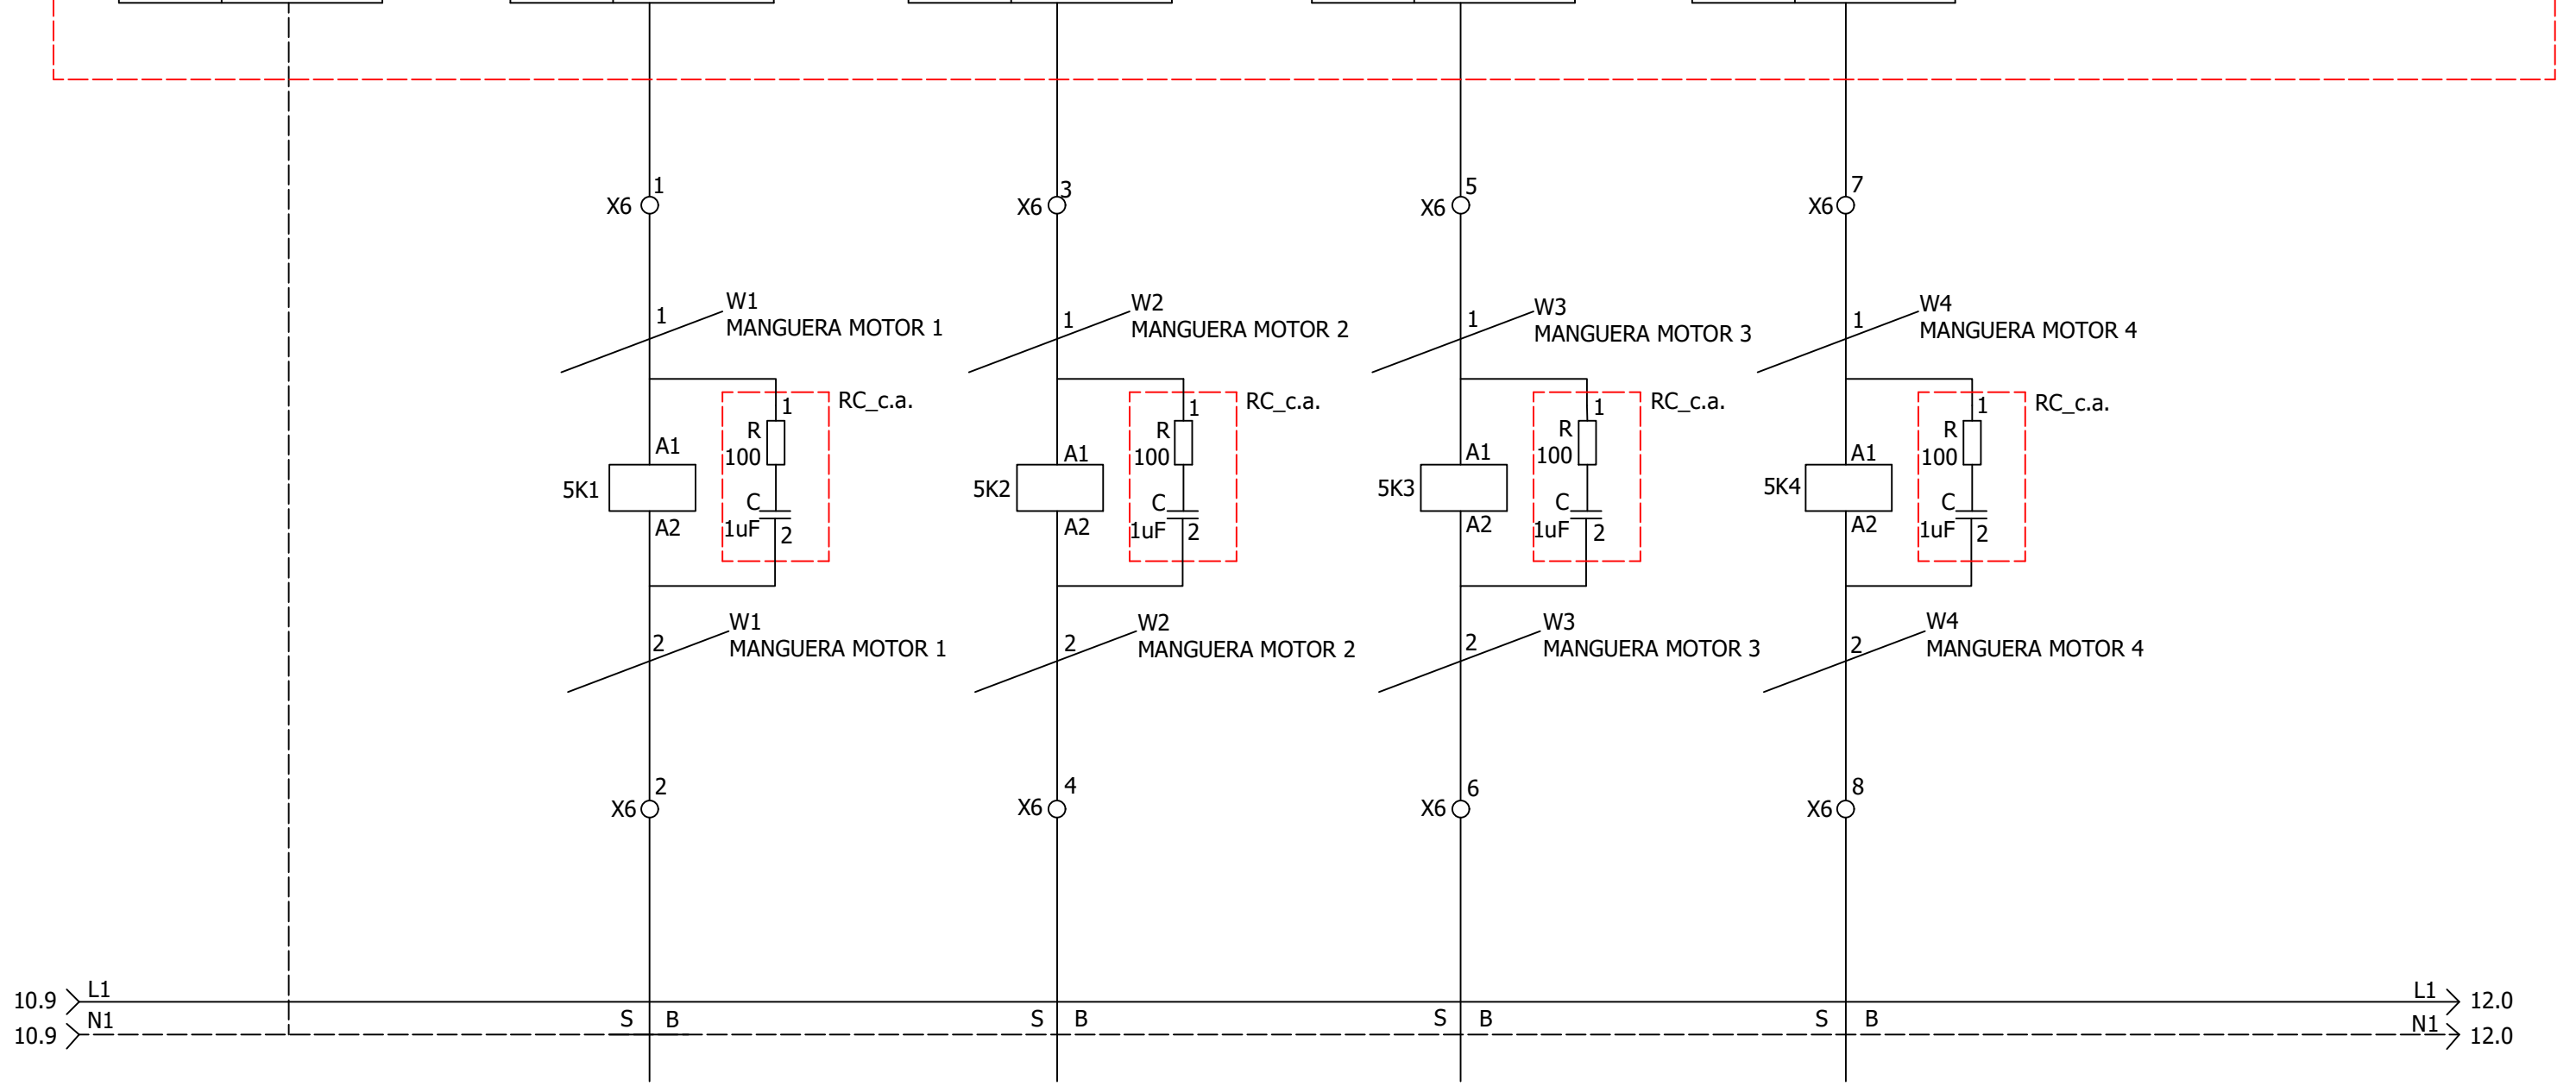 1
X6
3
X6
5
X6
7
X6
1
W1
MANGUERA MOTOR 1
1
W2
MANGUERA MOTOR 2
1
W3
MANGUERA MOTOR 3
1
W4
MANGUERA MOTOR 4
RC_c.a.
1
R
100
A1
5K1
A2
C
1uF
2
RC_c.a.
1
R
100
A1
5K2
A2
C
1uF
2
RC_c.a.
1
R
100
A1
5K3
A2
C
1uF
2
RC_c.a.
1
R
100
A1
5K4
A2
C
1uF
2
2
W1
MANGUERA MOTOR 1
2
W2
MANGUERA MOTOR 2
2
W3
MANGUERA MOTOR 3
2
W4
MANGUERA MOTOR 4
2
X6
4
X6
6
X6
8
X6
10.9 L1 L1 12.0
10.9 N1 S B S B S B S B N1 12.0